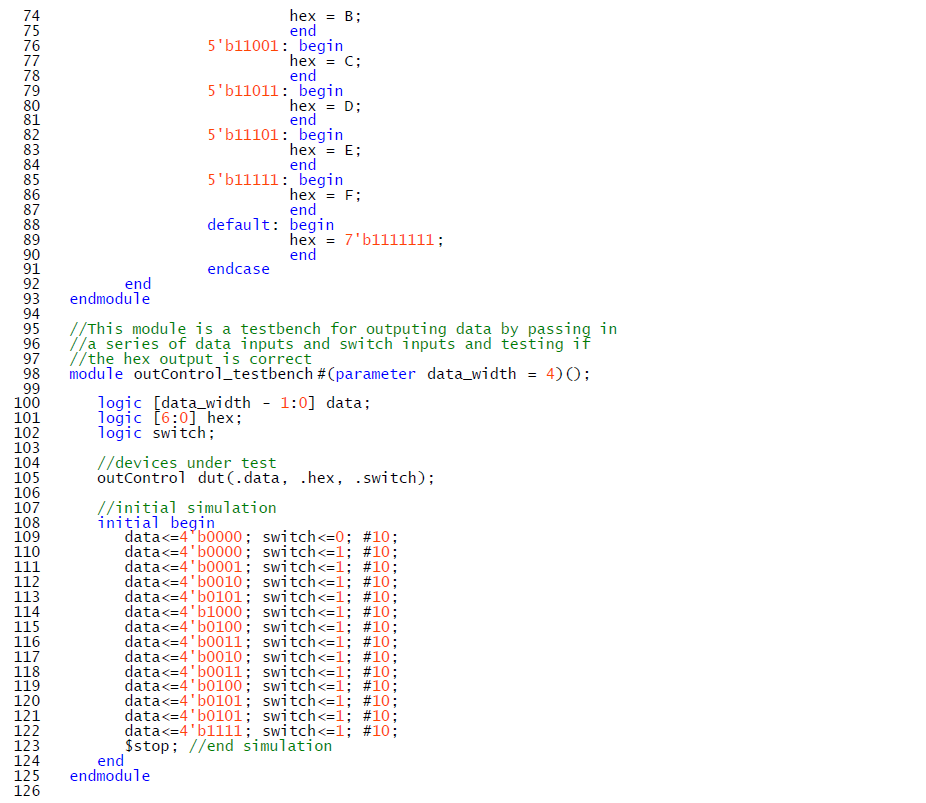 74                              hex = B;
75                              end
76                     5'b11001: begin
77                              hex = C;
78                              end
79                     5'b11011: begin
80                              hex = D;
81                              end
82                     5'b11101: begin
83                              hex = E;
84                              end
85                     5'b11111: begin
86                              hex = F;
87                              end
88                     default: begin
89                              hex = 7'b1111111;
90                              end
91                     endcase
92            end
93      endmodule
94
95      //This module is a testbench for outputing data by passing in
96      //a series of data inputs and switch inputs and testing if
97      //the hex output is correct
98      module outControl_testbench#(parameter data_width = 4)();
99
100        logic [data_width - 1:0] data;
101        logic [6:0] hex;
102        logic switch;
103
104        //devices under test
105        outControl dut(.data, .hex, .switch);
106
107        //initial simulation
108        initial begin
109           data<=4'b0000; switch<=0; #10;
110           data<=4'b0000; switch<=1; #10;
111           data<=4'b0001; switch<=1; #10;
112           data<=4'b0010; switch<=1; #10;
113           data<=4'b0101; switch<=1; #10;
114           data<=4'b1000; switch<=1; #10;
115           data<=4'b0100; switch<=1; #10;
116           data<=4'b0011; switch<=1; #10;
117           data<=4'b0010; switch<=1; #10;
118           data<=4'b0011; switch<=1; #10;
119           data<=4'b0100; switch<=1; #10;
120           data<=4'b0101; switch<=1; #10;
121           data<=4'b0101; switch<=1; #10;
122           data<=4'b1111; switch<=1; #10;
123           $stop; //end simulation
124        end
125     endmodule
126